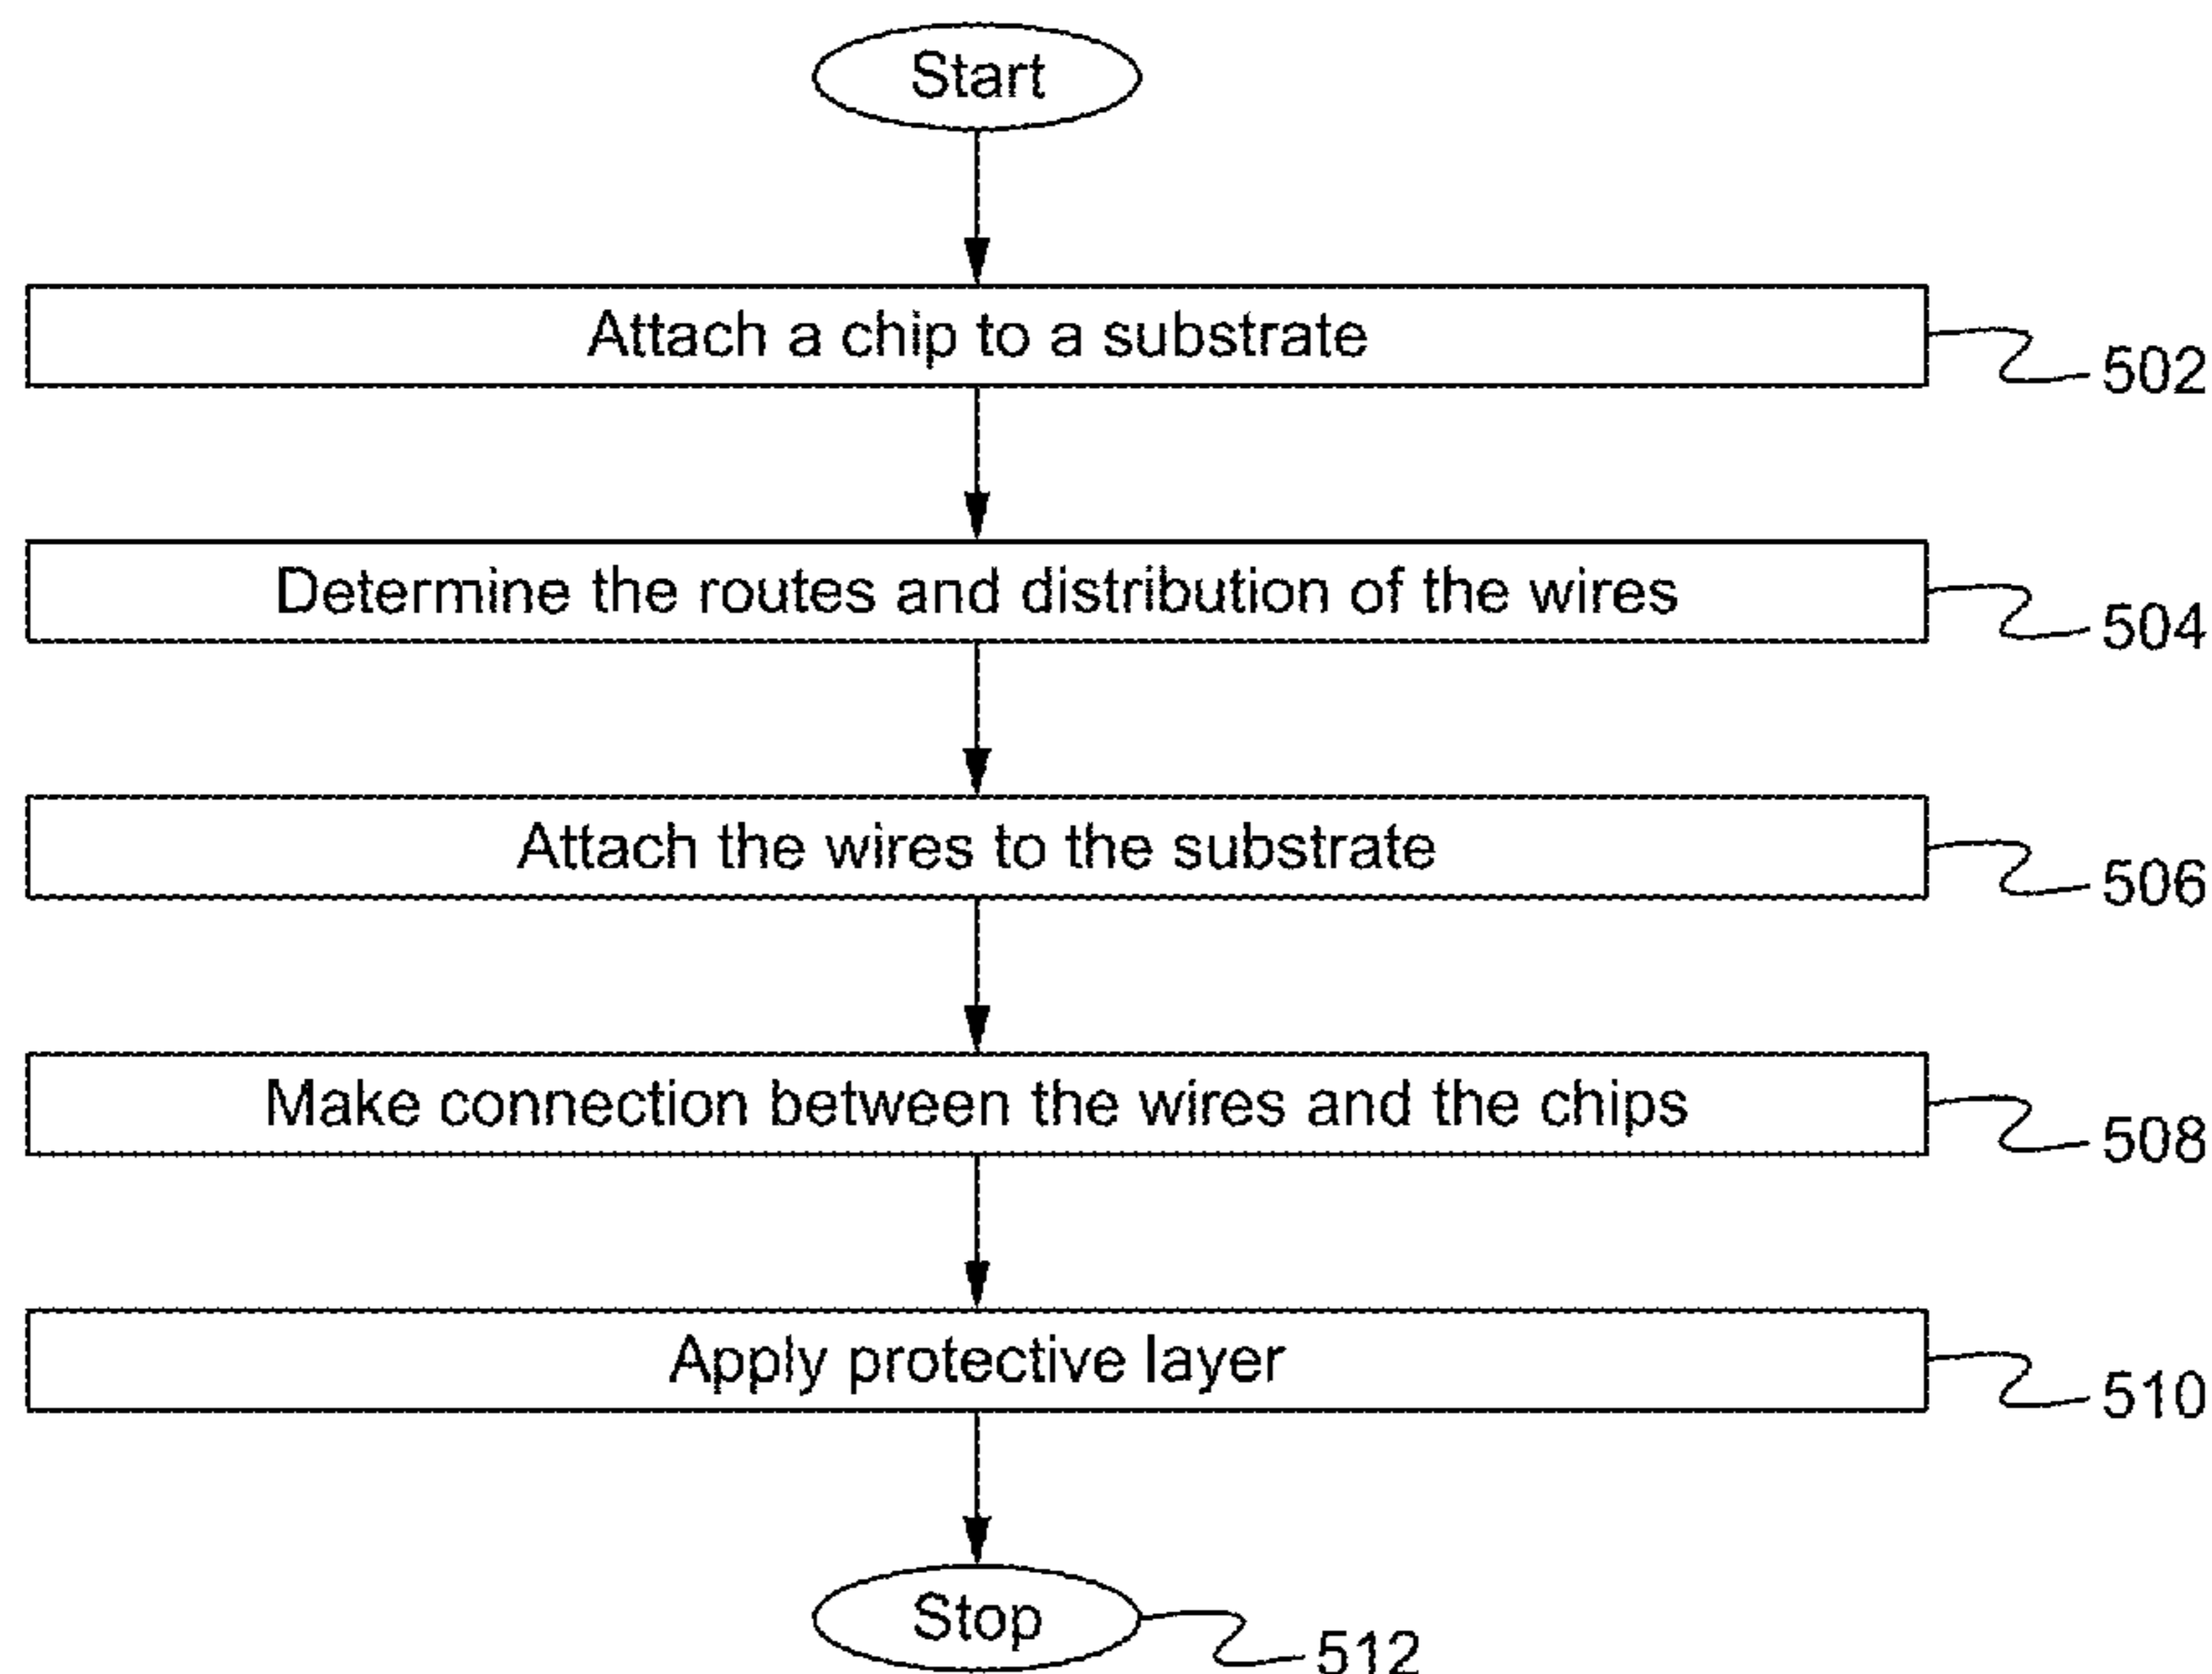 Start
Attach a chip to a substrate
502
Determine the routes and distribution of the wires
504
Attach the wires to the substrate
506
Make connection between the wires and the chips
508
Apply protective layer
510
Stop
512